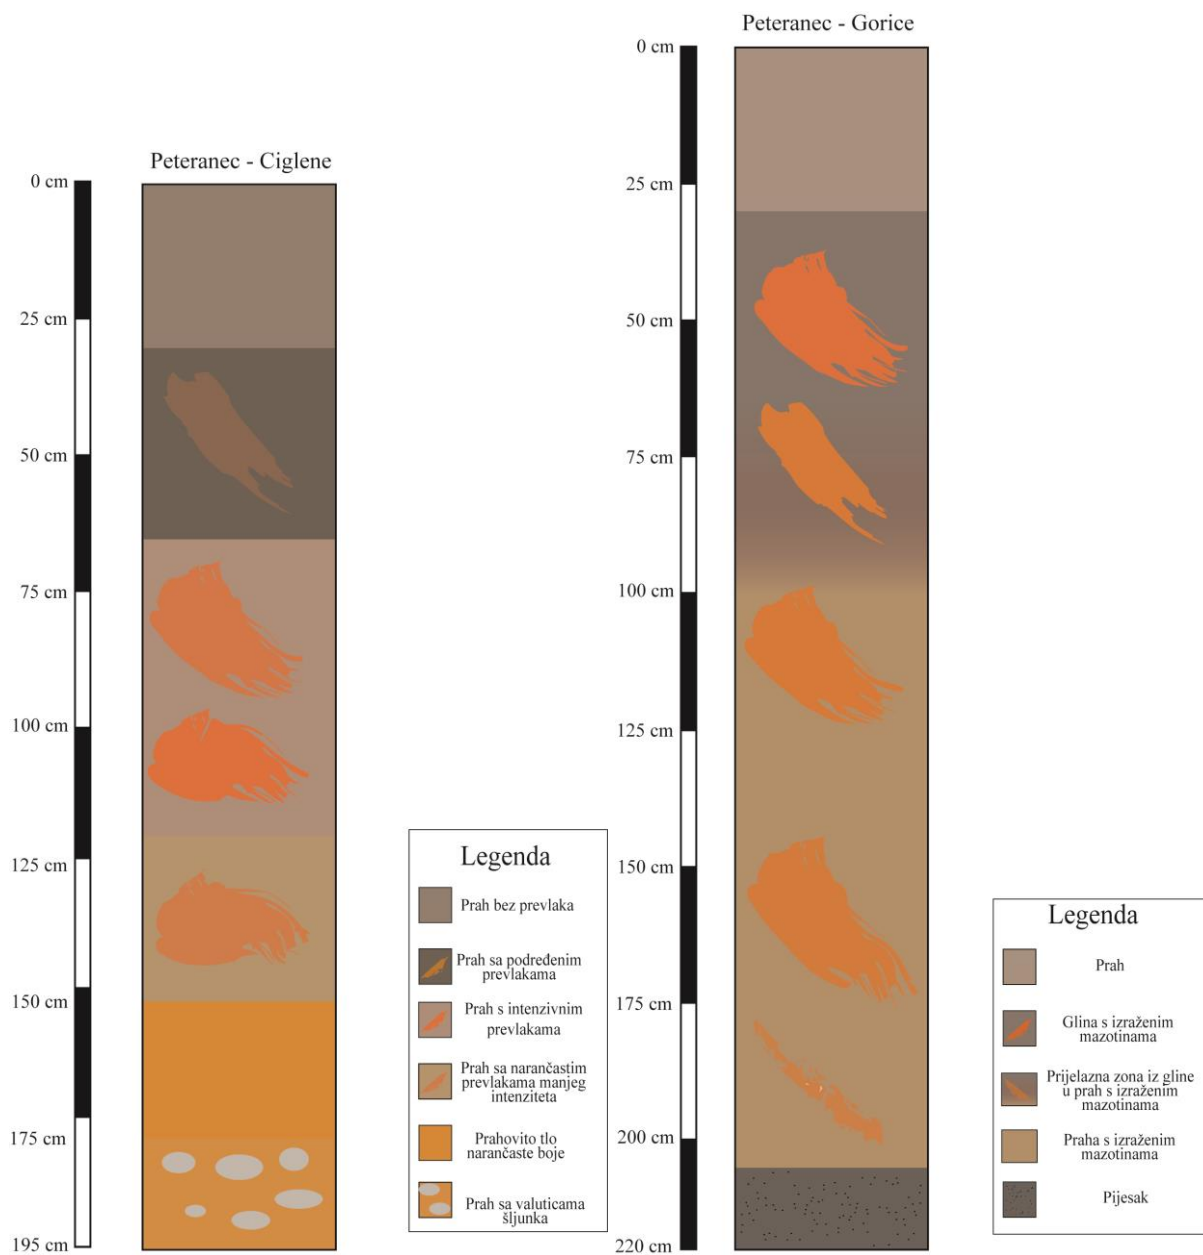 Peteranec - Ciglene
0 cm
25 cm
50 cm
75 cm
100 cm
125 cm
150 cm
175 cm
195 cm
Legenda
Prah bez prevlaka
Prah sa podređenim
prevlakama
Prah s intenzivnim
prevlakama
Prah sa narančastim
prevlakama manjeg
intenziteta
Prahovito tlo
narančaste boje
Prah sa valuticama
šljunka
Peteranec - Gorice
0 cm
25 cm
50 cm
75 cm
100 cm
125 cm
150 cm
175 cm
200 cm
220 cm
Legenda
Prah
Glina s izraženim
mazotinama
Prijelazna zona iz gline
u prah s izraženim
mazotinama
Praha s izraženim
mazotinama
Pijesak